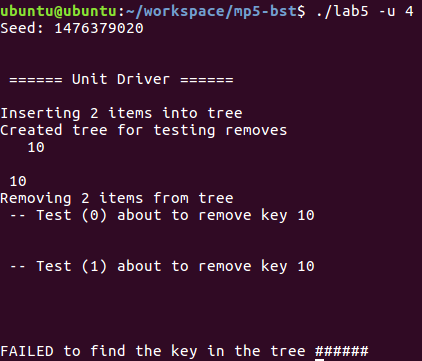 ubuntu@ubuntu:~/workspace/mp5-bst$ ./lab5 -u 4
Seed: 1476379020
====== Unit Driver ======
Inserting 2 items into tree
Created tree for testing removes
10
10
Removing 2 items from tree
-- Test (0) about to remove key 10
-- Test (1) about to remove key 10
FAILED to find the key in the tree ######